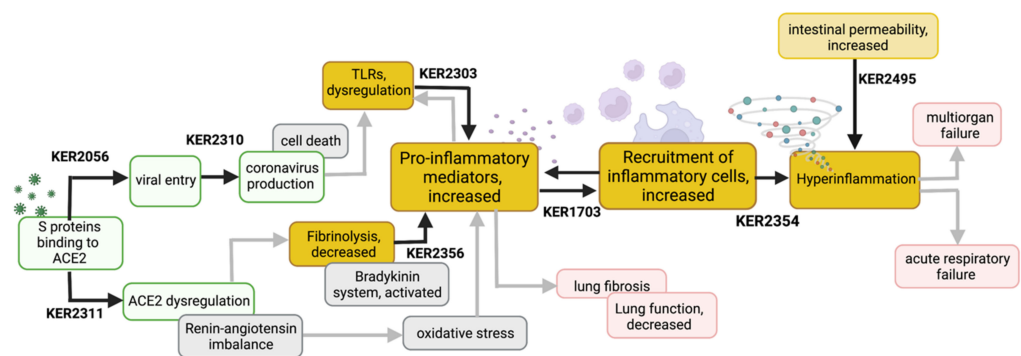 intestinal permeability,
increased
KER2495
TLRs,
dysregulation
KER2303
multiorgan
failure
KER2310
cell death
KER2056
viral entry
coronavirus
production
Pro-inflammatory
mediators,
increased
KER1703
Recruitment of
inflammatory cells,
increased
KER2354
Hyperinflammation
S proteins
binding to
ACE2
Fibrinolysis,
decreased
KER2356
Bradykinin
system, activated
acute respiratory
failure
KER2311
ACE2 dysregulation
lung fibrosis
Lung function,
decreased
Renin-angiotensin
imbalance
oxidative stress